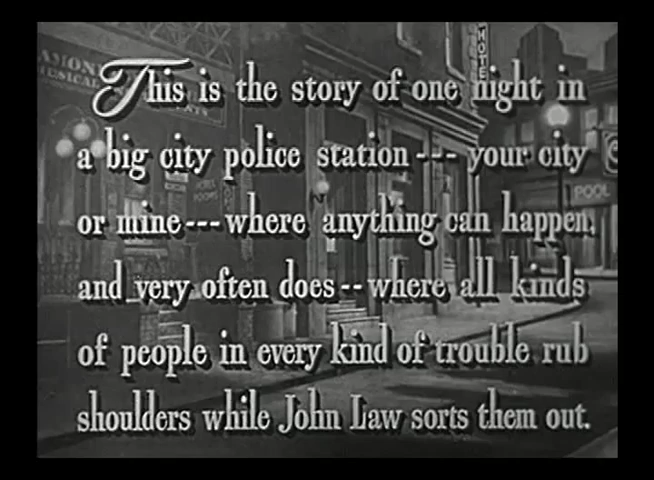 This is the story of one night in
a big city police station --- your city
or mine --- where anything can happen,
and very often does -- where all kinds
of people in every kind of trouble rub
shoulders while John Law sorts them out.
HOTEL
POOL